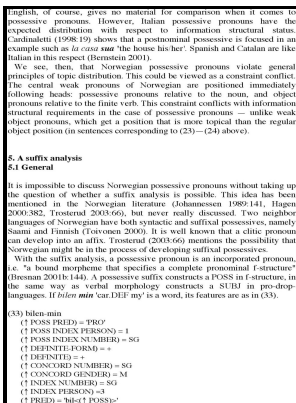 English, of course, gives no material for comparison when it comes to
possessive pronouns. However, Italian possessive pronouns have the
expected distribution with respect to information structural status.
Cardinaletti (1998:19) shows that a postnominal possessive is focused in an
example such as la casa sua 'the house his/her'. Spanish and Catalan are like
Italian in this respect (Bernstein 2001).
We see, then, that Norwegian possessive pronouns violate general
principles of topic distribution. This could be viewed as a constraint conflict.
The central weak pronouns of Norwegian are positioned immediately
following heads: possessive pronouns relative to the noun, and object
pronouns relative to the finite verb. This constraint conflicts with information
structural requirements in the case of possessive pronouns — unlike weak
object pronouns, which get a position that is more topical than the regular
object position (in sentences corresponding to (23)—(24) above).
5. A suffix analysis
5.1 General
It is impossible to discuss Norwegian possessive pronouns without taking up
the question of whether a suffix analysis is possible. This idea has been
mentioned in the Norwegian literature (Johannessen 1989:141, Hagen
2000:382, Trosterud 2003:66), but never really discussed. Two neighbor
languages of Norwegian have both syntactic and suffixal possessives, namely
Saami and Finnish (Toivonen 2000). It is well known that a clitic pronoun
can develop into an affix. Trosterud (2003:66) mentions the possibility that
Norwegian might be in the process of developing suffixal possessives.
With the suffix analysis, a possessive pronoun is an incorporated pronoun,
i.e. "a bound morpheme that specifies a complete pronominal f-structure"
(Bresnan 2001b:144). A possessive suffix constructs a POSS in f-structure, in
the same way as verbal morphology constructs a SUBJ in pro-drop-
languages. If bilen min 'car.DEF my' is a word, its features are as in (33).
(33) bilen-min
(↑ POSS PRED) = 'PRO'
(↑ POSS INDEX PERSON) = 1
(↑ POSS INDEX NUMBER) = SG
(↑ DEFINITE-FORM) = +
(↑ DEFINITE) = +
(↑ CONCORD NUMBER) = SG
(↑ CONCORD GENDER) = M
(↑ INDEX NUMBER) = SG
(↑ INDEX PERSON) =3
(↑ PRED) = 'bil<(↑ POSS)>'